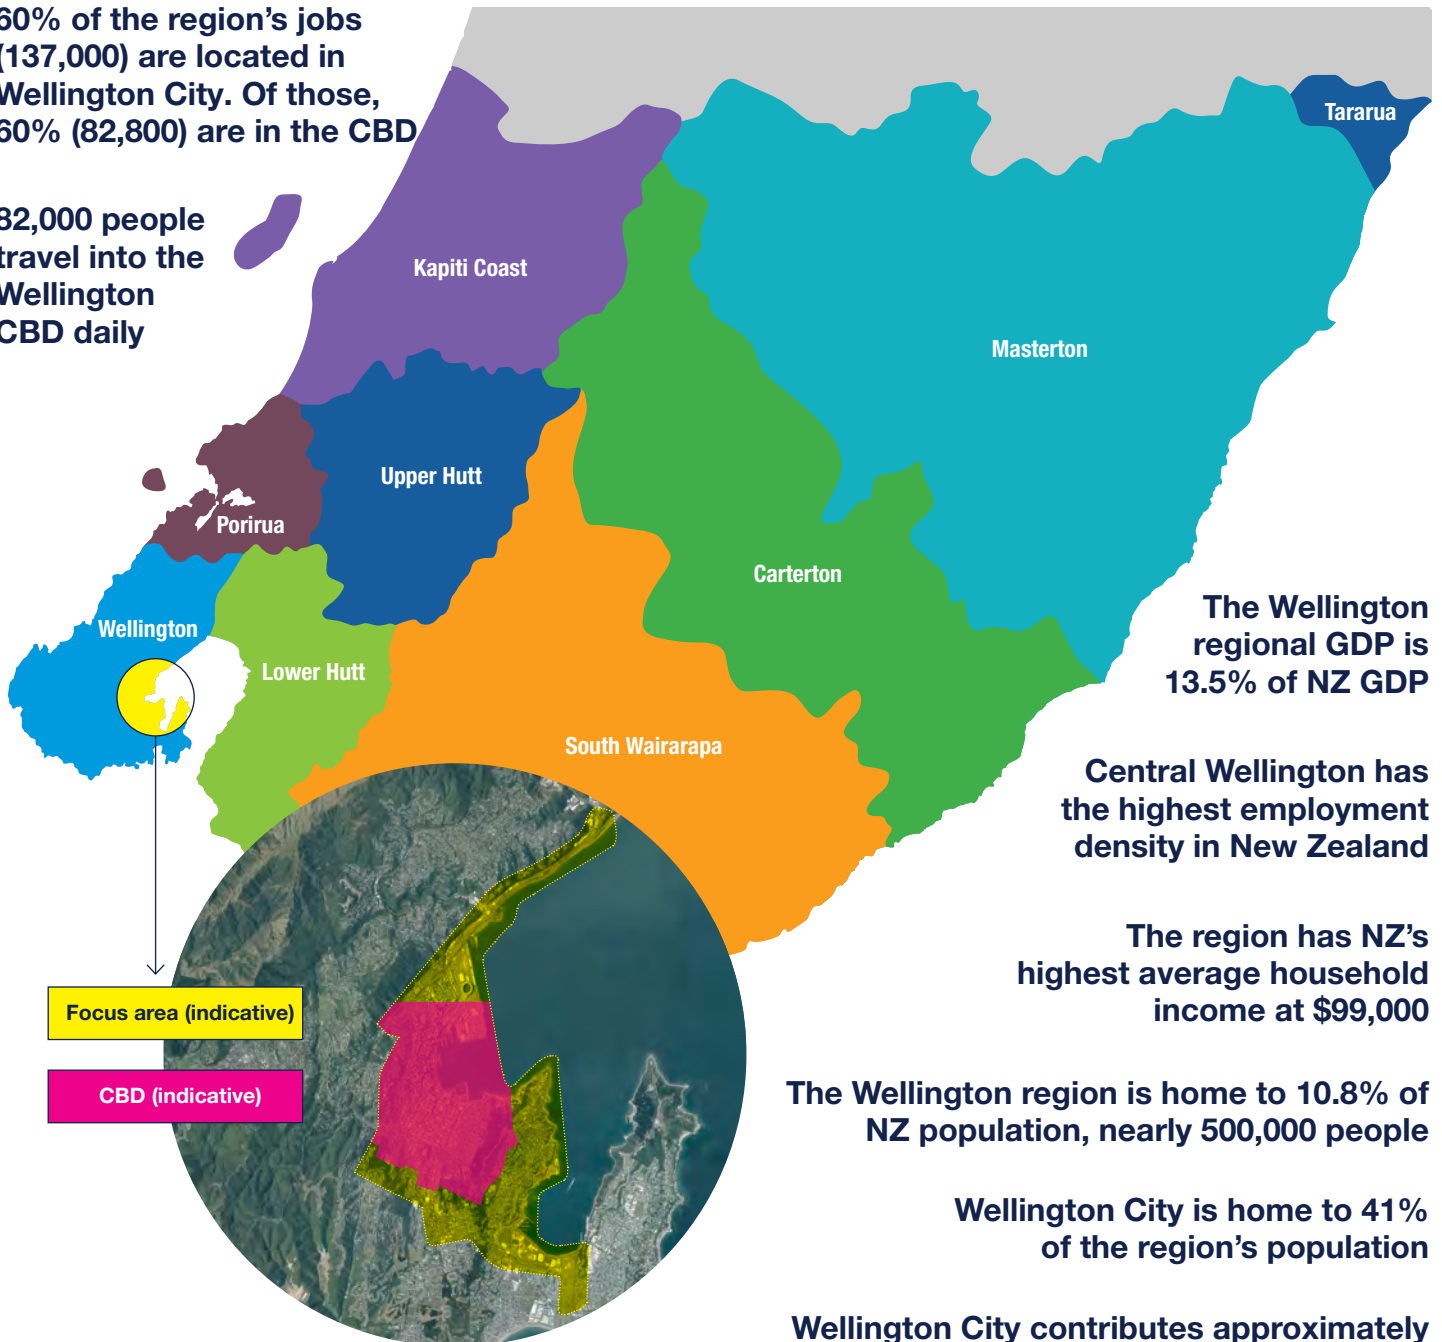 60% of the region's jobs
(137,000) are located in
Wellington City. Of those,
60% (82,800) are in the CBD
82,000 people
travel into the
Wellington
CBD daily
Tararua
Kapiti Coast
Masterton
Upper Hutt
Porirua
Carterton
Wellington
Lower Hutt
South Wairarapa
The Wellington
regional GDP is
13.5% of NZ GDP
Central Wellington has
the highest employment
density in New Zealand
The region has NZ's
highest average household
income at $99,000
Focus area (indicative)
CBD (indicative)
The Wellington region is home to 10.8% of
NZ population, nearly 500,000 people
Wellington City is home to 41%
of the region's population
Wellington City contributes approximately